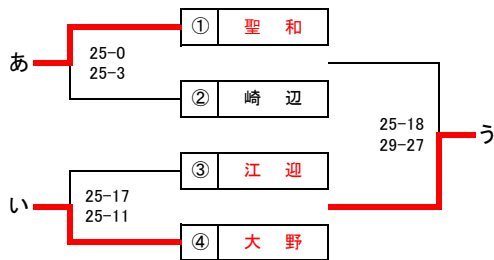 ① 聖 和
25-0
あ
25-3
② 崎 辺
25-18
う
29-27
③ 江 迎
25-17
い
25-11
④ 大 野